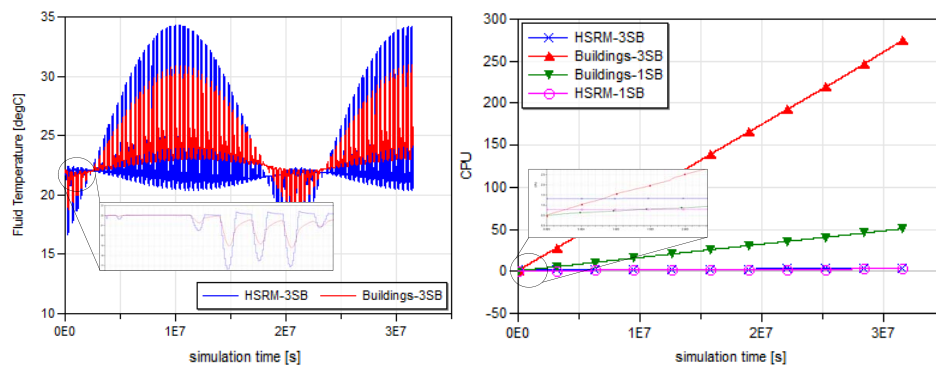 35
30
25
20
15
10
Fluid Temperature [degC]
HSRM-3SB
Buildings-3SB
0E0
1E7
2E7
3E7
simulation time [s]
300
250
200
150
100
50
0
-50
CPU
HSRM-3SB
Buildings-3SB
Buildings-1SB
HSRM-1SB
0E0
1E7
2E7
3E7
simulation time [s]